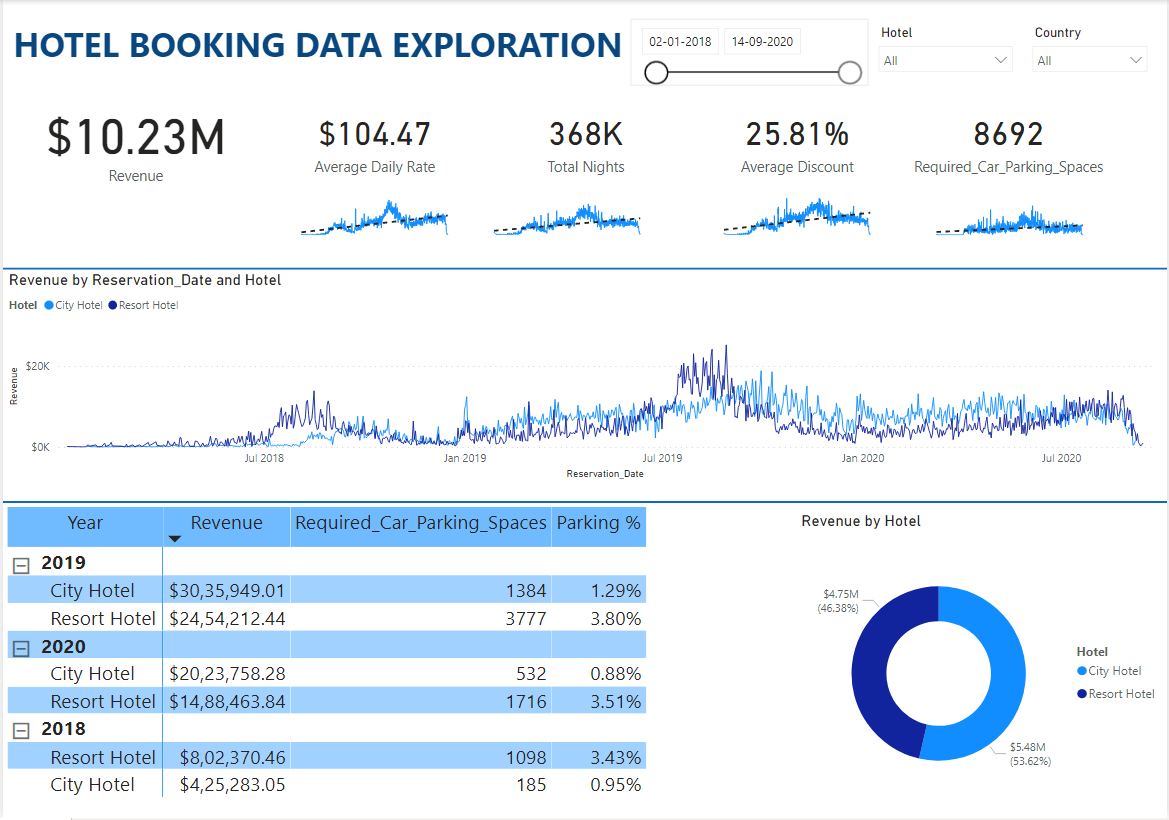 HOTEL BOOKING DATA EXPLORATION
02-01-2018 14-09-2020
Hotel
All
Country
All
$10.23M
Revenue
$104.47
Average Daily Rate
368K
Total Nights
25.81%
Average Discount
8692
Required_Car_Parking_Spaces
Revenue by Reservation_Date and Hotel
Hotel City Hotel Resort Hotel
Revenue
$20K
$0K
Jul 2018 Jan 2019 Jul 2019 Jan 2020 Jul 2020
Reservation_Date
Year Revenue Required_Car_Parking_Spaces Parking %
2019
City Hotel $30,35,949.01 1384 1.29%
Resort Hotel $24,54,212.44 3777 3.80%
2020
City Hotel $20,23,758.28 532 0.88%
Resort Hotel $14,88,463.84 1716 3.51%
2018
Resort Hotel $8,02,370.46 1098 3.43%
City Hotel $4,25,283.05 185 0.95%
Revenue by Hotel
$4.75M
(46.38%)
$5.48M
(53.62%)
Hotel
City Hotel
Resort Hotel